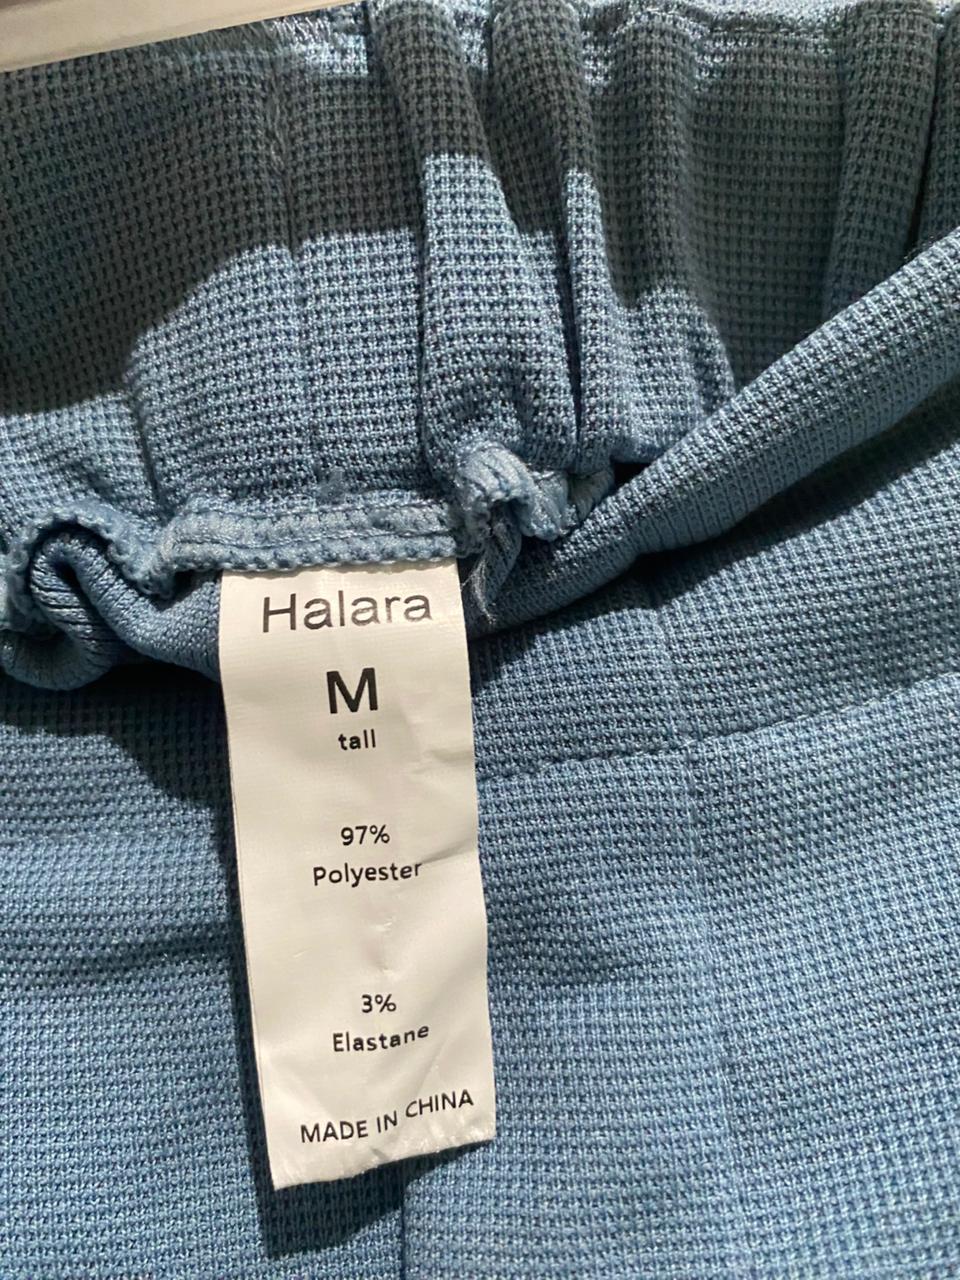 Halara
M
tall
97%
Polyester
3%
Elastane
MADE IN CHINA